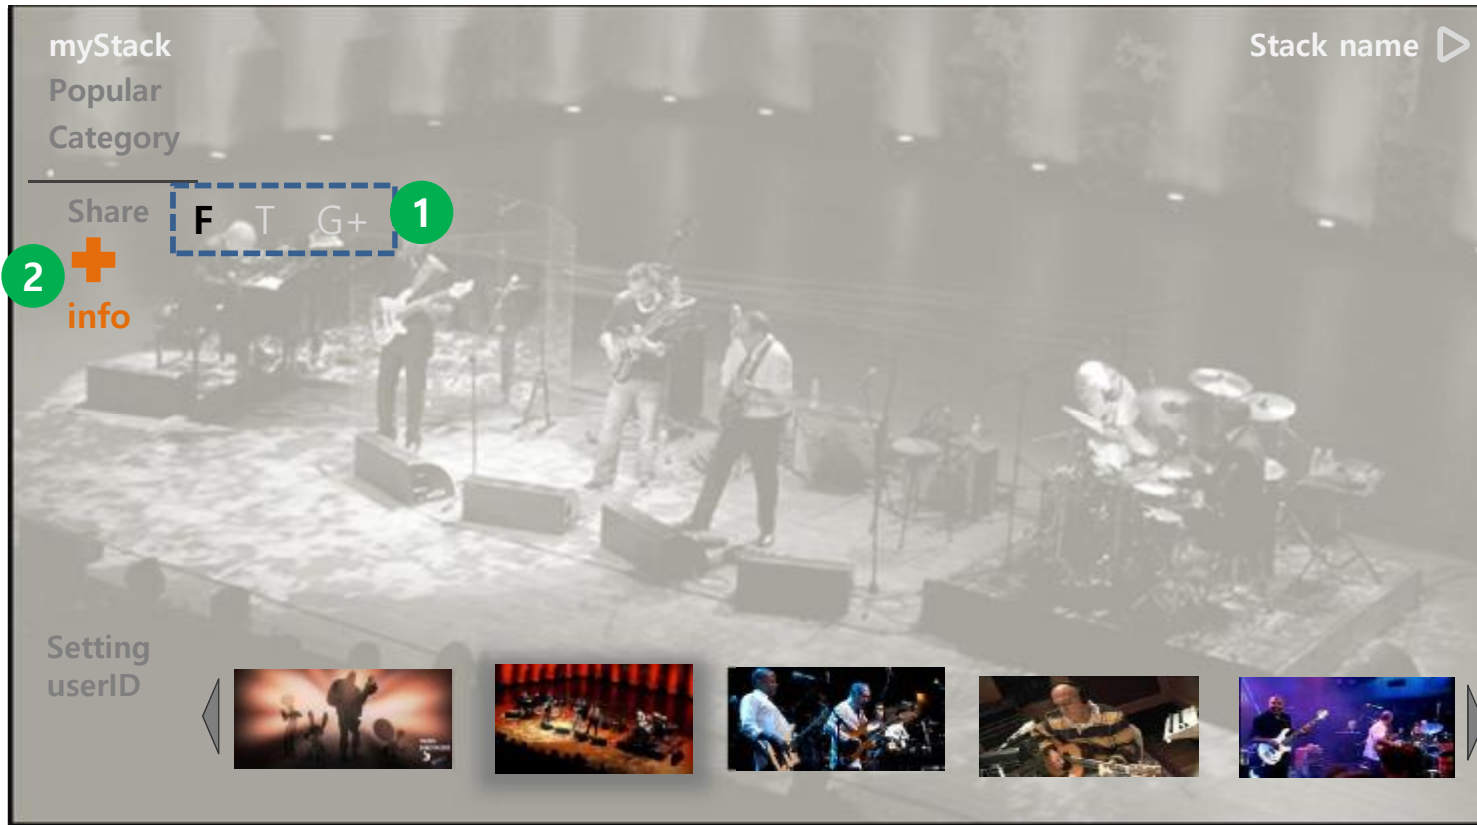 myStack
Stack name
Popular
Category
Share
F T G+
1
2
info
Setting
userID